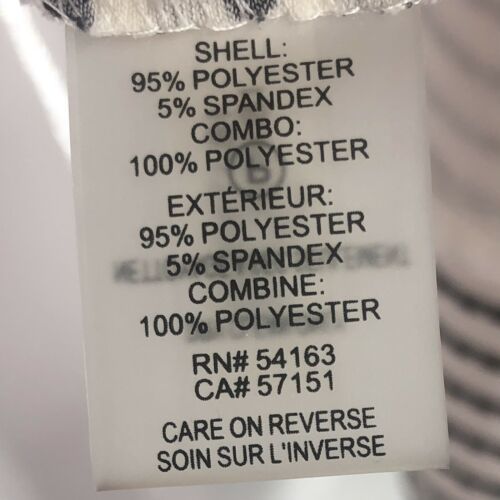 SHELL:
95% POLYESTER
5% SPANDEX
COMBO:
100% POLYESTER
EXTÉRIEUR:
95% POLYESTER
5% SPANDEX
COMBINE:
100% POLYESTER
RN# 54163
CA# 57151
CARE ON REVERSE
SOIN SUR L'INVERSE